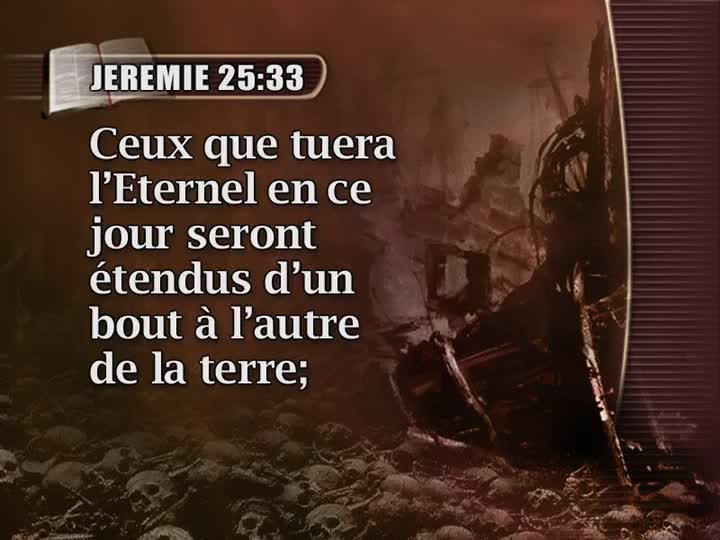 JEREMIE 25:33
Ceux que tuera
l’Eternel en ce
jour seront
étendus d’un
bout à l’autre
de la terre;